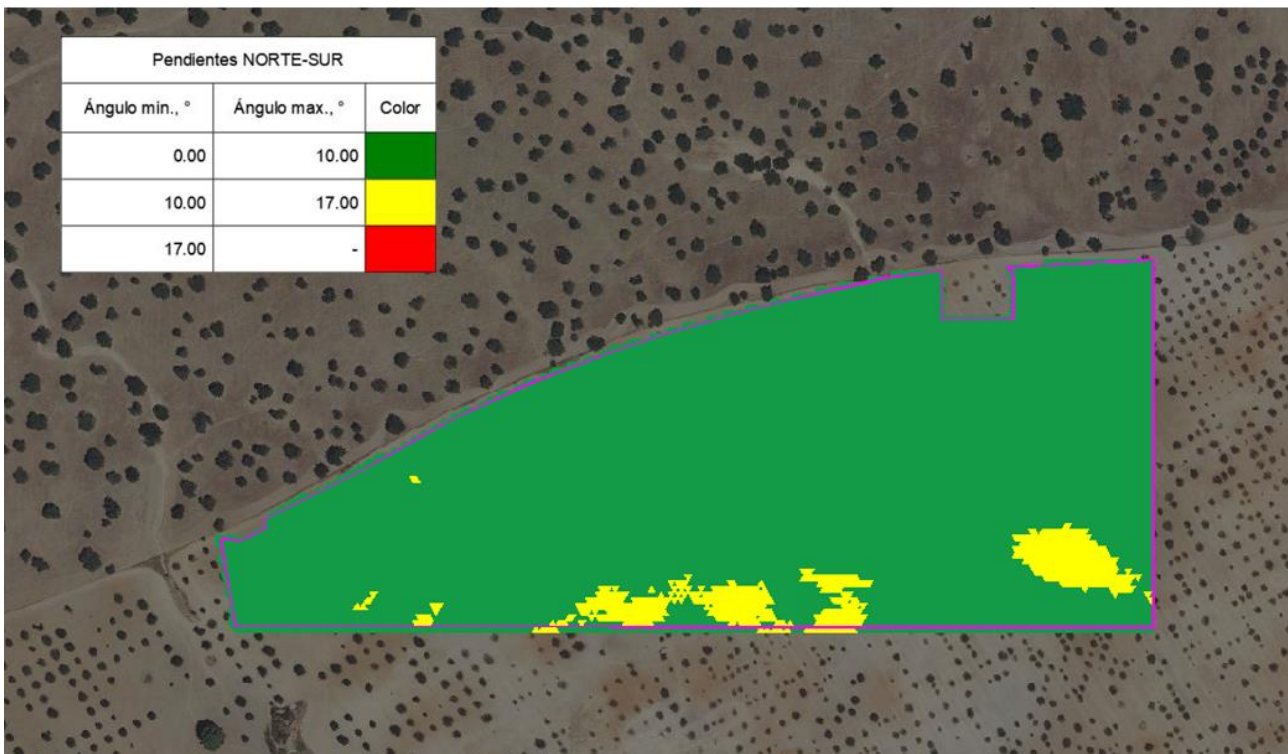 Pendientes NORTE-SUR
Ángulo min., ° Ángulo max., ° Color
0.00 10.00
10.00 17.00
17.00 -